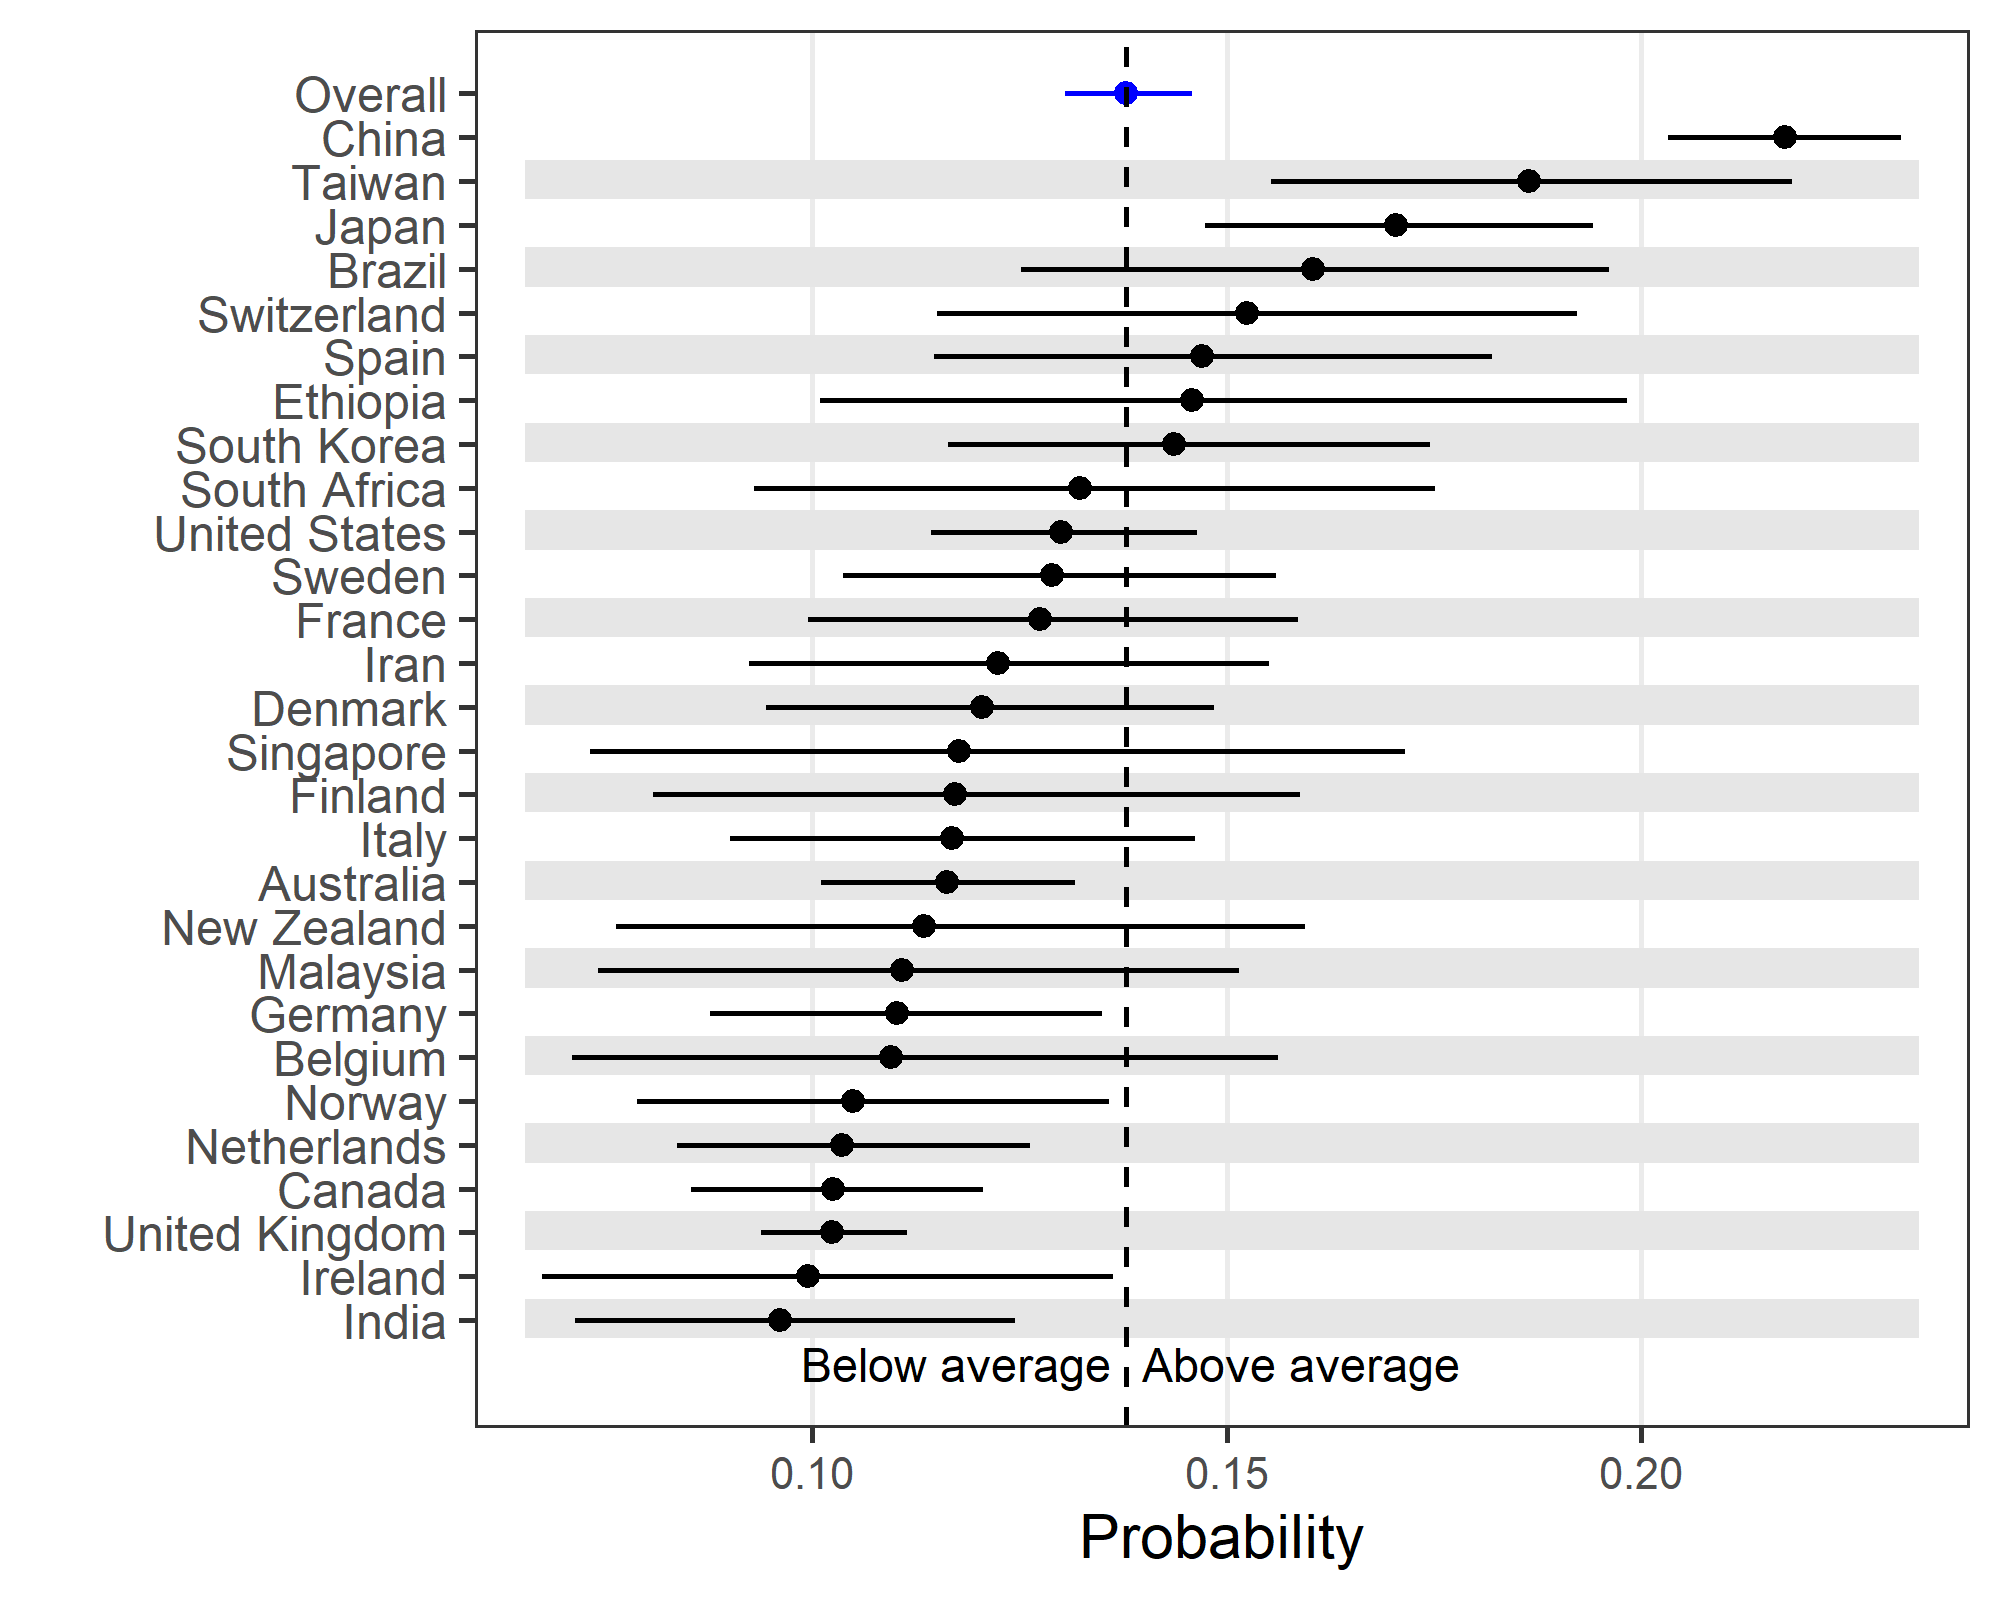 Overall
China
Taiwan
Japan
Brazil
Switzerland
Spain
Ethiopia
South Korea
South Africa
United States
Sweden
France
Iran
Denmark
Singapore
Finland
Italy
Australia
New Zealand
Malaysia
Germany
Belgium
Norway
Netherlands
Canada
United Kingdom
Ireland
India
Below average
Above average
0.10
0.15
0.20
Probability